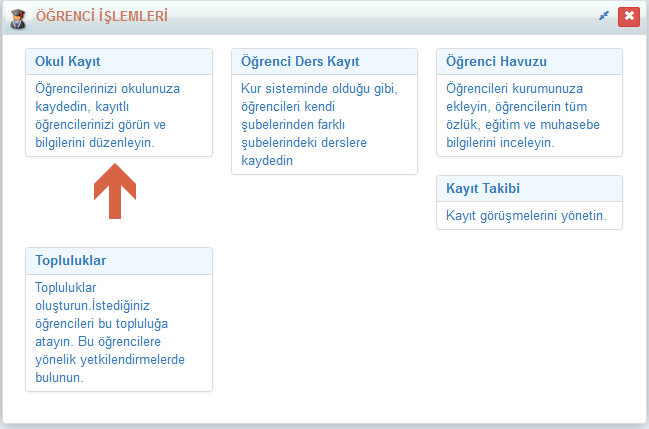 ÖĞRENCİ İŞLEMLERİ
Okul Kayıt
Öğrencilerinizi okulunuza
kaydedin, kayıtlı
öğrencilerinizi görün ve
bilgilerini düzenleyin.
Öğrenci Ders Kayıt
Kur sisteminde olduğu gibi,
öğrencileri kendi
şubelerinden farklı
şubelerindeki derslere
kaydedin
Öğrenci Havuzu
Öğrencileri kurumunuza
ekleyin, öğrencilerin tüm
özlük, eğitim ve muhasebe
bilgilerini inceleyin.
Kayıt Takibi
Kayıt görüşmelerini yönetin.
Topluluklar
Topluluklar
oluşturun.İstediğiniz
öğrencileri bu topluluğa
atayın. Bu öğrencilere
yönelik yetkilendirmelerde
bulunun.